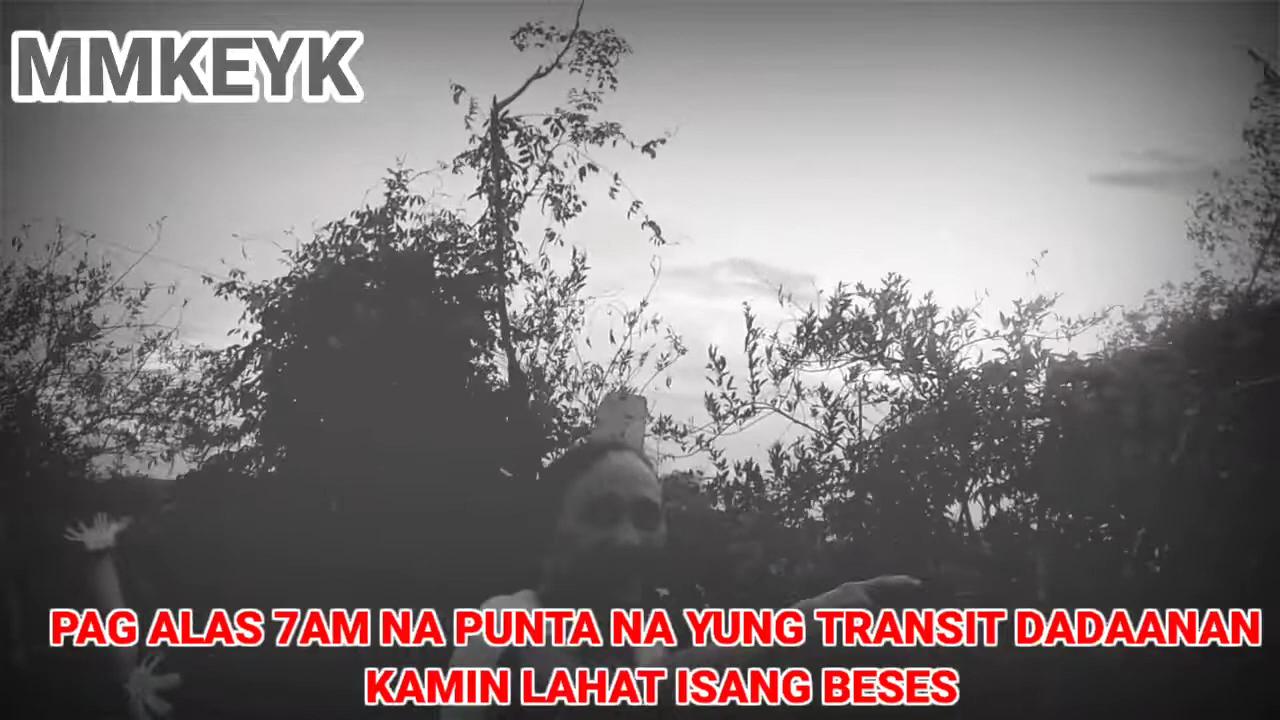 MMKEYK
PAG ALAS 7AM NA PUNTA NA YUNG TRANSIT DADAANAN
KAMIN LAHAT ISANG BESES